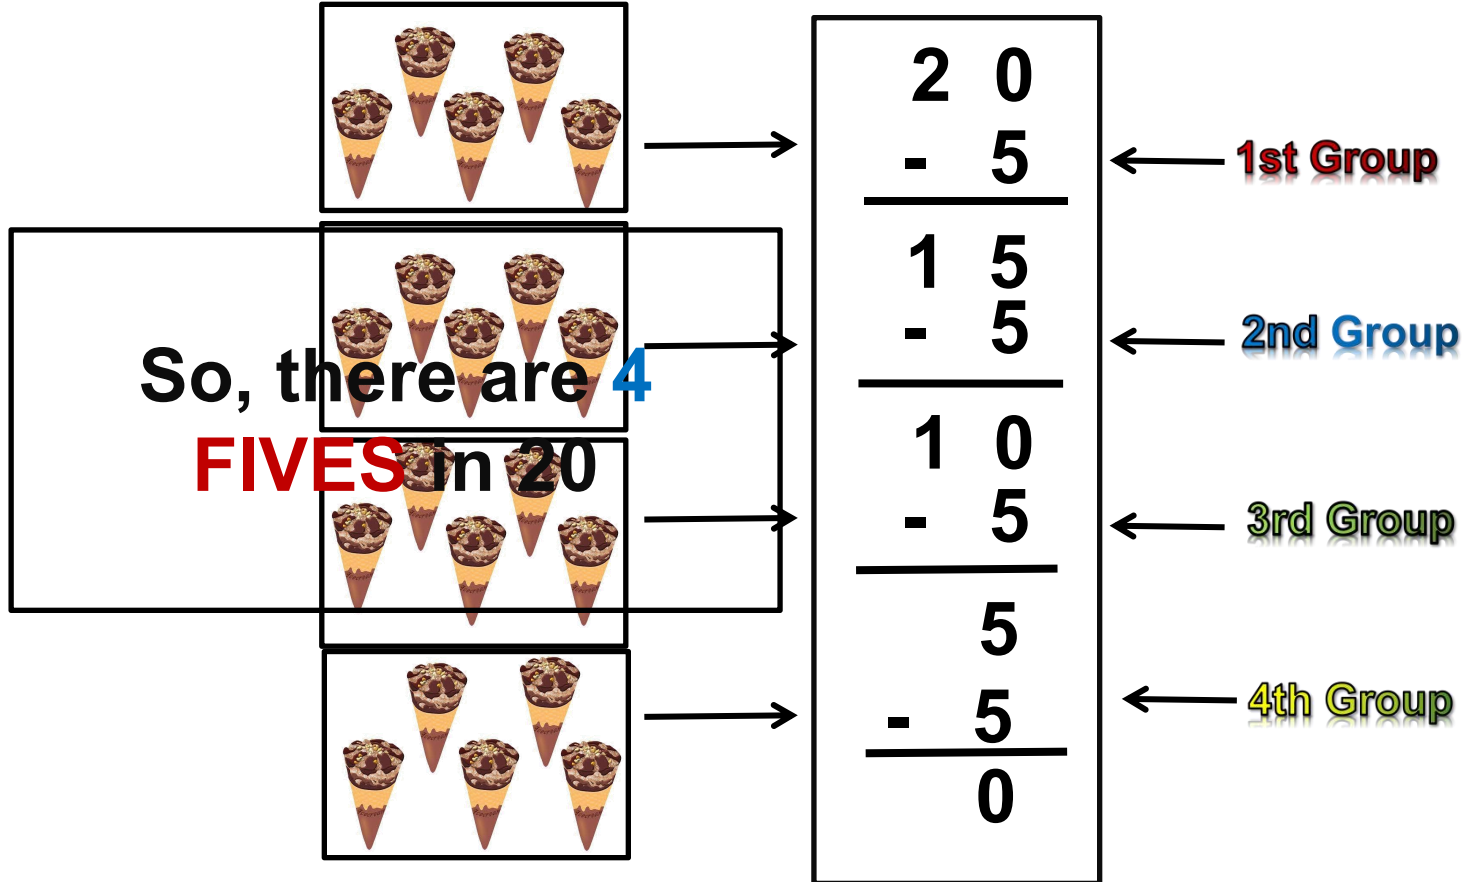 2 0
- 5
1st Group
1 5
- 5
2nd Group
So, there are 4
FIVES in 20
1 0
- 5
3rd Group
5
- 5
4th Group
0